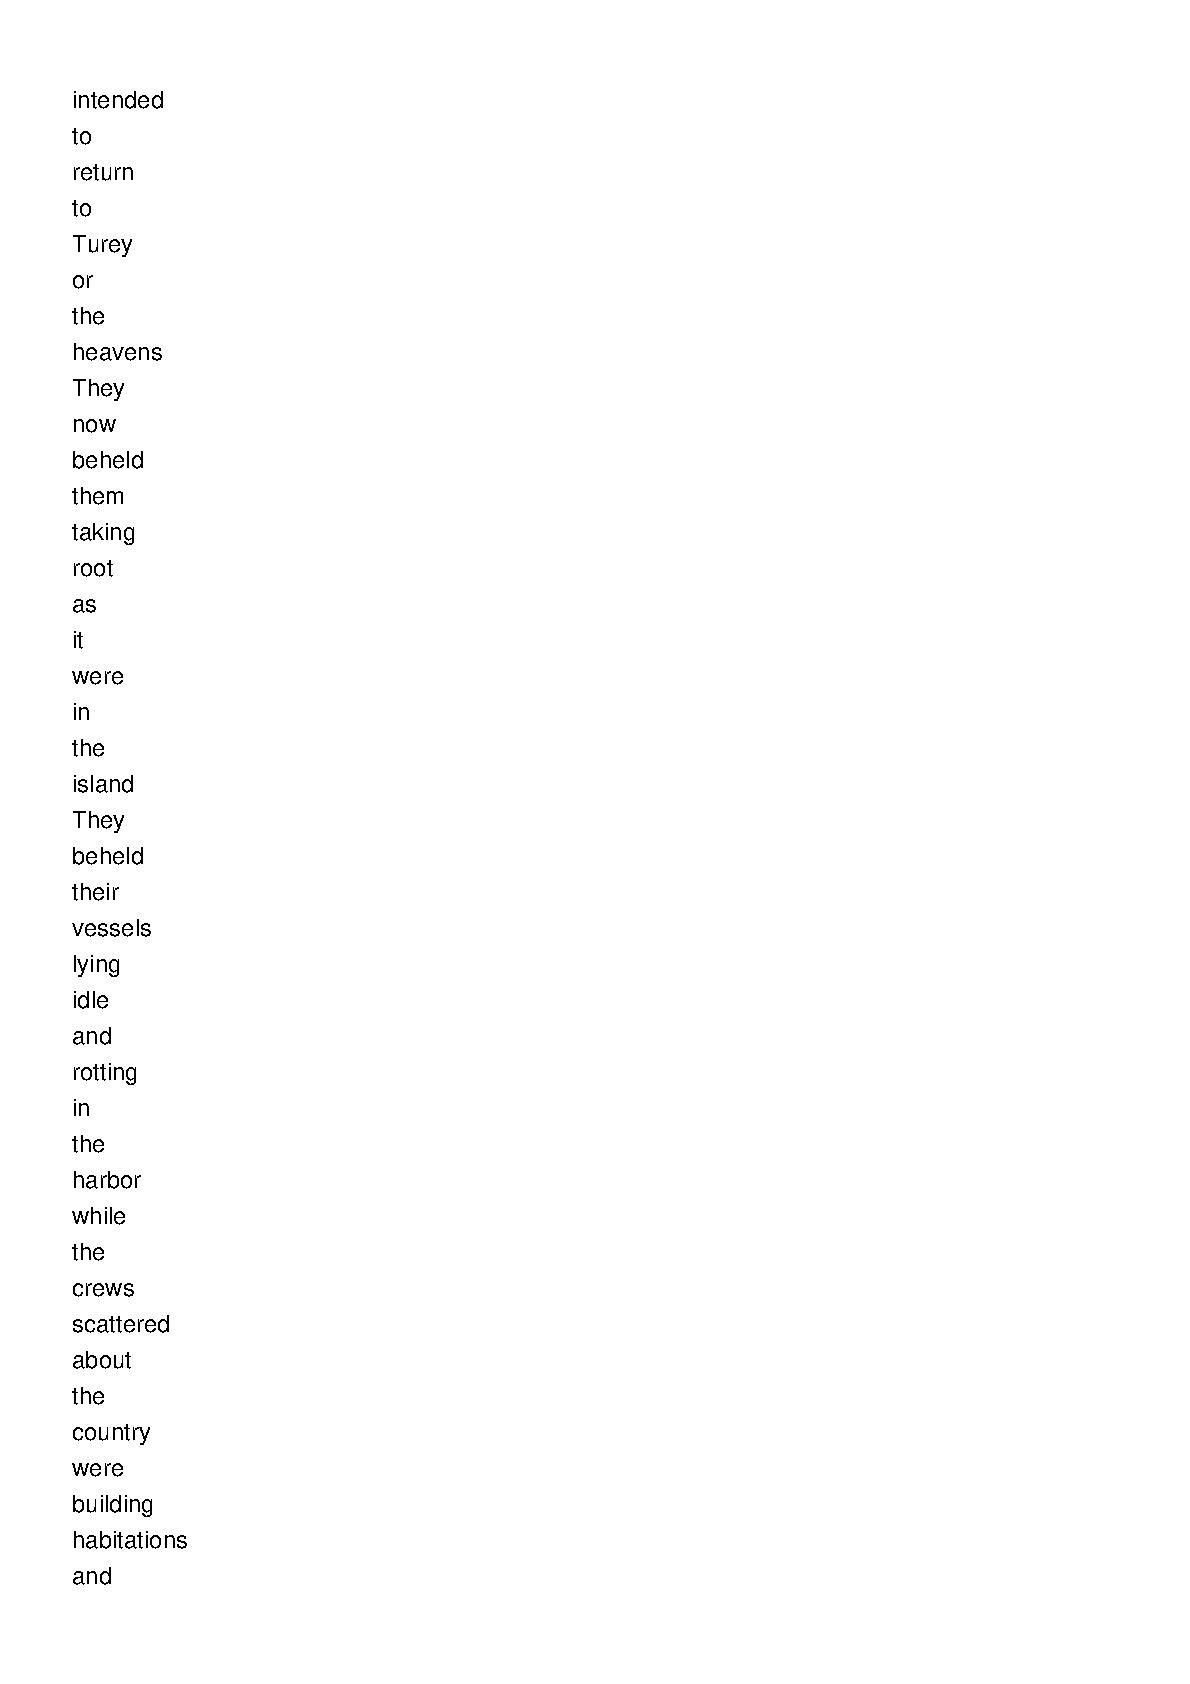 intended
to
return
to
Turey
or
the
heavens
They
now
beheld
them
taking
root
as
it
were
in
the
island
They
beheld
their
vessels
lying
idle
and
rotting
in
the
harbor
while
the
crews
scattered
about
the
country
were
building
habitations
and